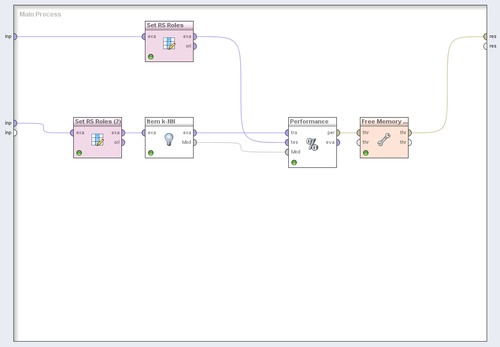 Main Process
Set RS Roles
inp
exa
exa
ori
res
res
inp
inp
Set RS Roles (2)
exa
exa
ori
Item k-NN
exa
exa
Mod
Performance
tra
per
tes
exa
Mod
Free Memory ...
thr
thr
thr
thr